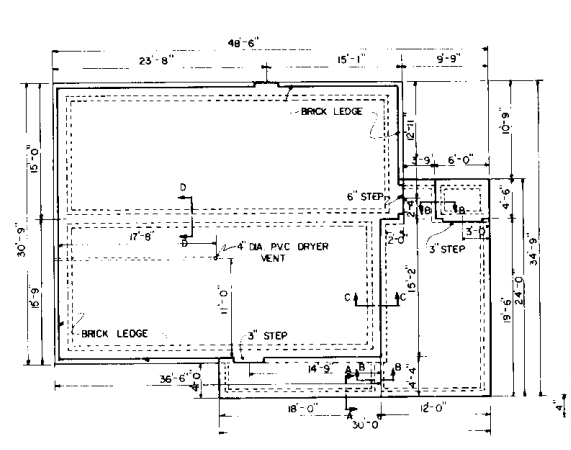 48'-6"
23'-8"
15'-1"
9'-9"
BRICK LEDGE
12'-11"
10'-9"
15'-0"
3'-9"
6'-0"
D
6" STEP
B
B
4'-6"
30'-9"
17'-8"
D
4" DIA. P.V.C DRYER
VENT
2'-0"
3" STEP
3'-0"
34'-9"
15'-9"
11'-0"
C
C
15'-2"
19'-6"
24'-0"
BRICK LEDGE
3" STEP
14'-9"
A
B
B
36'-6"
4'-0"
4'-4"
18'-0"
A
12'-0"
30'-0
4"